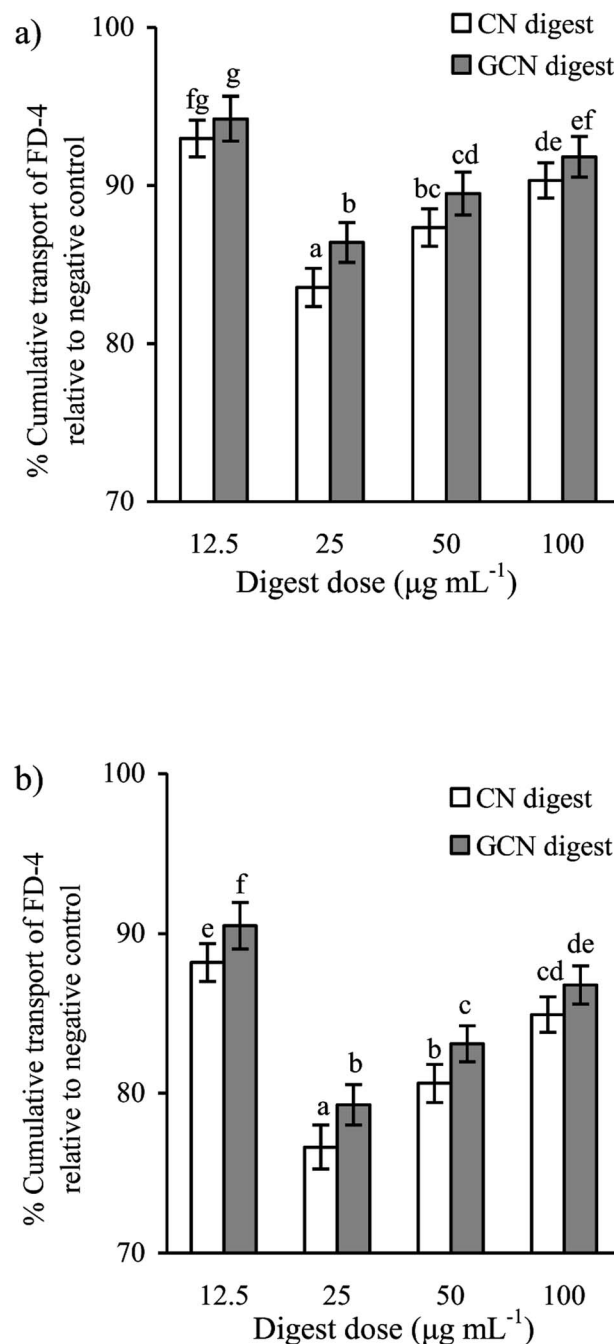 a)
100
90
80
70
% Cumulative transport of FD-4
relative to negative control
CN digest
GCN digest
fg
g
a
b
bc
cd
de
ef
12.5 25 50 100
Digest dose (μg mL⁻¹)
b)
100
90
80
70
% Cumulative transport of FD-4
relative to negative control
CN digest
GCN digest
e
f
a
b
b
c
cd
de
12.5 25 50 100
Digest dose (μg mL⁻¹)